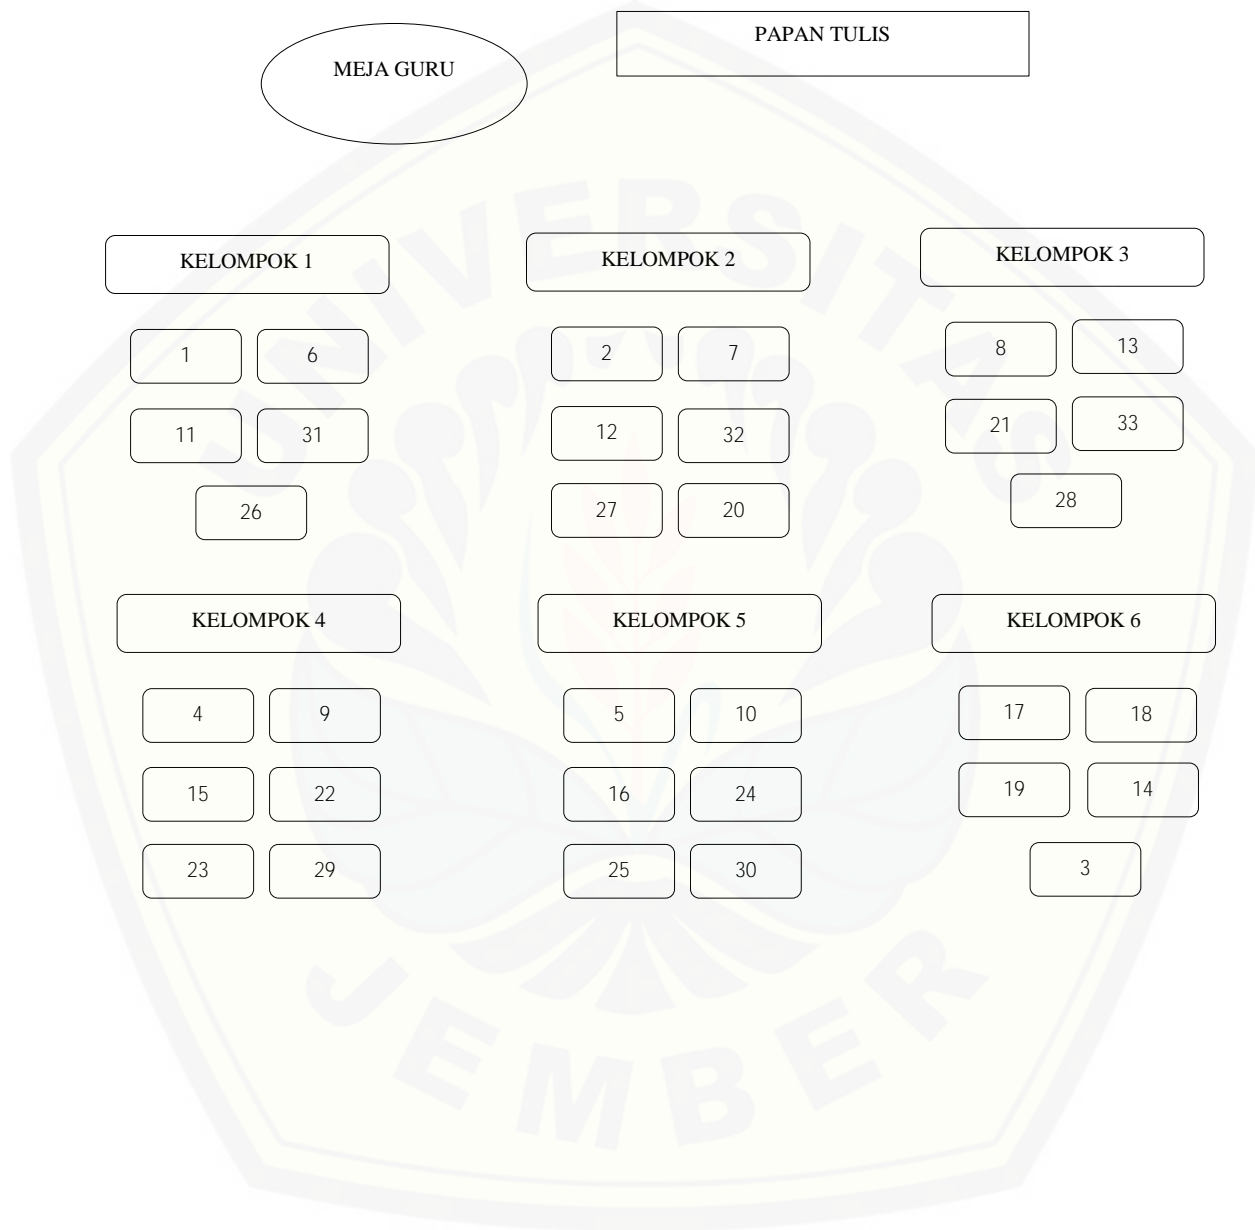 MEJA GURU
PAPAN TULIS
KELOMPOK 1
1 6
11 31
26
KELOMPOK 2
2 7
12 32
27 20
KELOMPOK 3
8 13
21 33
28
KELOMPOK 4
4 9
15 22
23 29
KELOMPOK 5
5 10
16 24
25 30
KELOMPOK 6
17 18
19 14
3
UNIVERSITAS
JEMBER